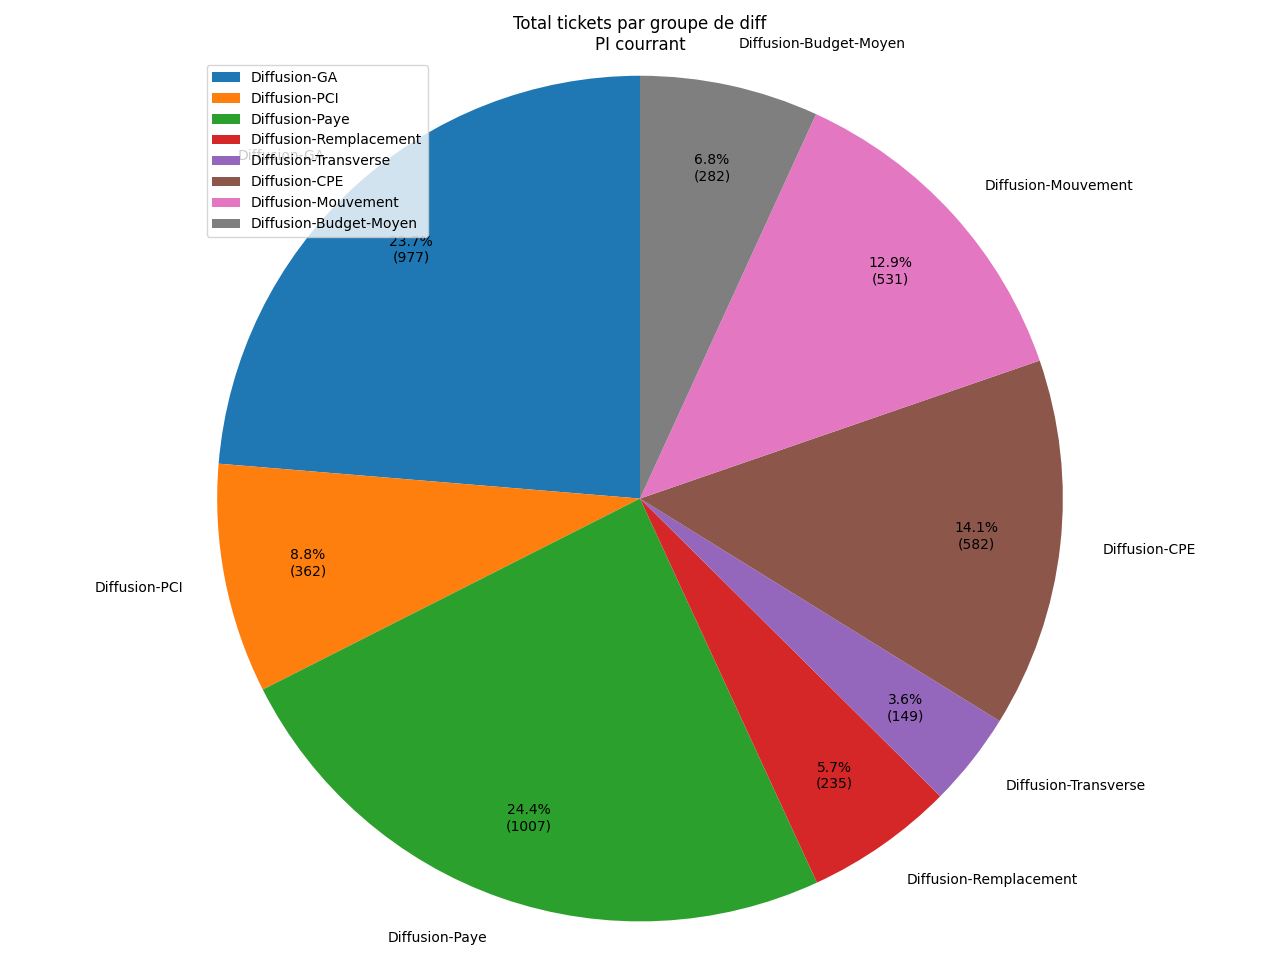 Total tickets par groupe de diff
PI courrant
Diffusion-Budget-Moyen
Diffusion-GA
Diffusion-PCI
Diffusion-Paye
Diffusion-Remplacement
Diffusion-Transverse
Diffusion-CPE
Diffusion-Mouvement
Diffusion-Budget-Moyen
Diffusion-GA
23.7%
(977)
6.8%
(282)
Diffusion-Mouvement
12.9%
(531)
14.1%
(582)
Diffusion-CPE
8.8%
(362)
Diffusion-PCI
3.6%
(149)
Diffusion-Transverse
5.7%
(235)
Diffusion-Remplacement
24.4%
(1007)
Diffusion-Paye